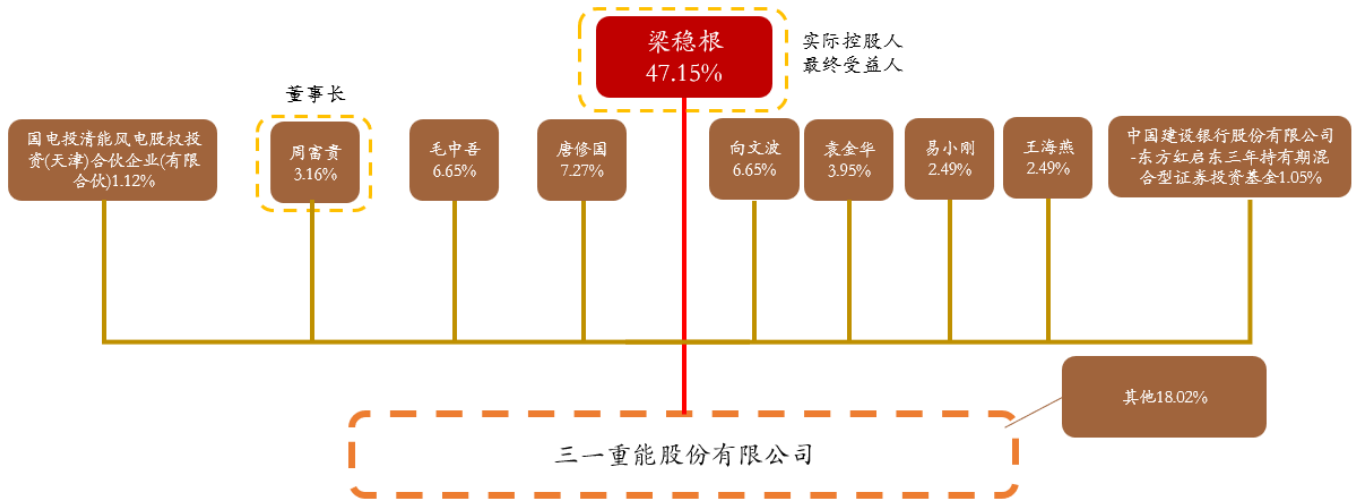 梁稳根
47.15%
实际控股人
最终受益人
董事长
国电投清能风电股权投
资(天津)合伙企业(有限
合伙)1.12%
周富贵
3.16%
毛中吾
6.65%
唐修国
7.27%
向文波
6.65%
袁金华
3.95%
易小刚
2.49%
王海燕
2.49%
中国建设银行股份有限公司
-东方红启东三年持有期混
合型证券投资基金1.05%
其他18.02%
三一重能股份有限公司